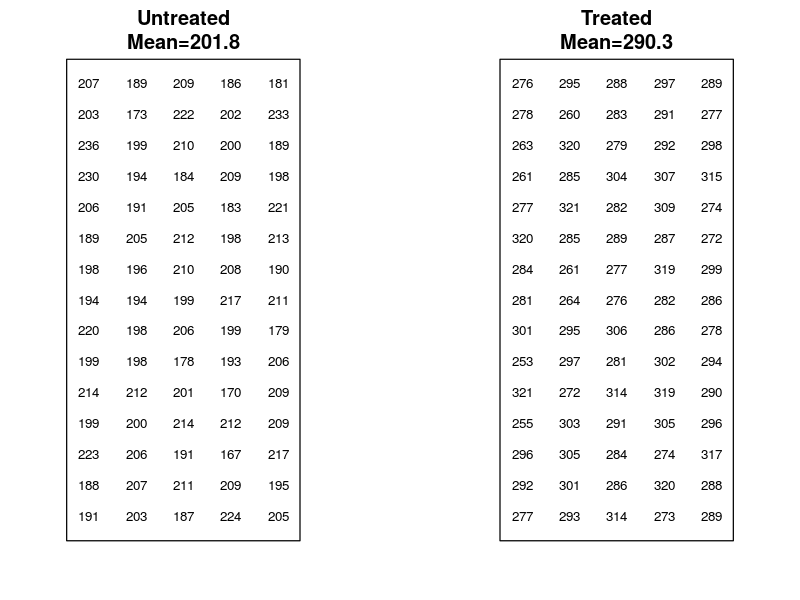 Untreated
Mean=201.8
207 189 209 186 181
203 173 222 202 233
236 199 210 200 189
230 194 184 209 198
206 191 205 183 221
189 205 212 198 213
198 196 210 208 190
194 194 199 217 211
220 198 206 199 179
199 198 178 193 206
214 212 201 170 209
199 200 214 212 209
223 206 191 167 217
188 207 211 209 195
191 203 187 224 205
Treated
Mean=290.3
276 295 288 297 289
278 260 283 291 277
263 320 279 292 298
261 285 304 307 315
277 321 282 309 274
320 285 289 287 272
284 261 277 319 299
281 264 276 282 286
301 295 306 286 278
253 297 281 302 294
321 272 314 319 290
255 303 291 305 296
296 305 284 274 317
292 301 286 320 288
277 293 314 273 289